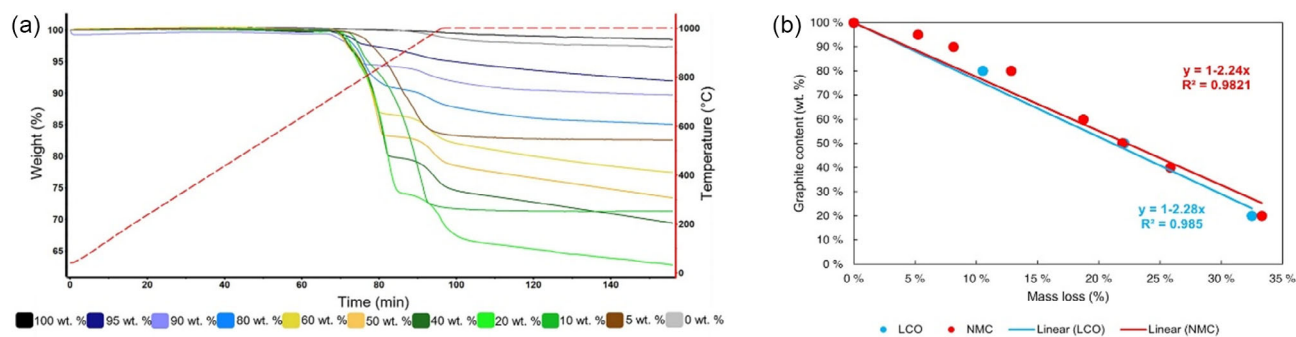 (a)
Weight (%)
100
95
90
85
80
75
70
65
0
20
40
60
80
100
120
140
Time (min)
1000
800
600
400
200
0
Temperature (°C)
100 wt. % 95 wt. % 90 wt. % 80 wt. % 60 wt. % 50 wt. % 40 wt. % 20 wt. % 10 wt. % 5 wt. % 0 wt. %
(b)
Graphite content (wt. %)
100 %
90 %
80 %
70 %
60 %
50 %
40 %
30 %
20 %
10 %
0 %
y = 1-2.24x
R² = 0.9821
y = 1-2.28x
R² = 0.985
0 % 5 % 10 % 15 % 20 % 25 % 30 % 35 %
Mass loss (%)
LCO NMC Linear (LCO) Linear (NMC)